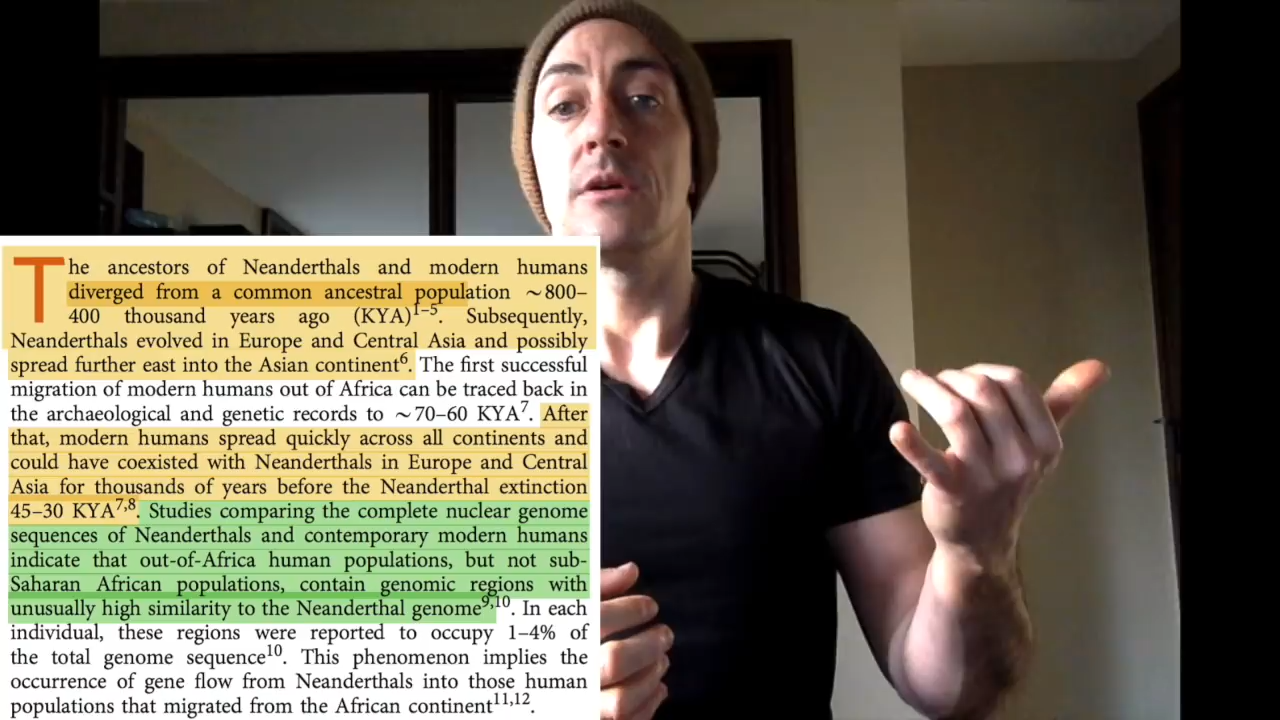 The ancestors of Neanderthals and modern humans
diverged from a common ancestral population ~800–
400 thousand years ago (KYA)1–5. Subsequently,
Neanderthals evolved in Europe and Central Asia and possibly
spread further east into the Asian continent6. The first successful
migration of modern humans out of Africa can be traced back in
the archaeological and genetic records to ~70–60 KYA7. After
that, modern humans spread quickly across all continents and
could have coexisted with Neanderthals in Europe and Central
Asia for thousands of years before the Neanderthal extinction
45–30 KYA7,8. Studies comparing the complete nuclear genome
sequences of Neanderthals and contemporary modern humans
indicate that out-of-Africa human populations, but not sub-
Saharan African populations, contain genomic regions with
unusually high similarity to the Neanderthal genome9,10. In each
individual, these regions were reported to occupy 1–4% of
the total genome sequence10. This phenomenon implies the
occurrence of gene flow from Neanderthals into those human
populations that migrated from the African continent11,12.